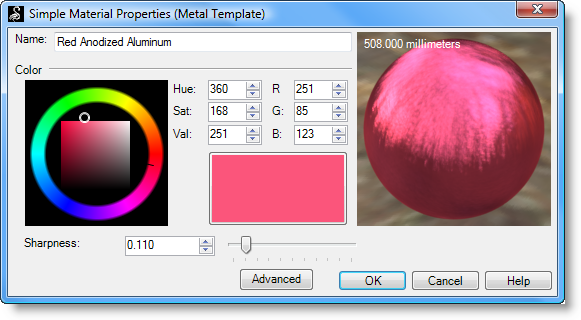 Simple Material Properties (Metal Template)
Name: Red Anodized Aluminum
508.000 millimeters
Color
Hue: 360 R 251
Sat: 168 G: 85
Val: 251 B: 123
Sharpness: 0.110
Advanced OK Cancel Help